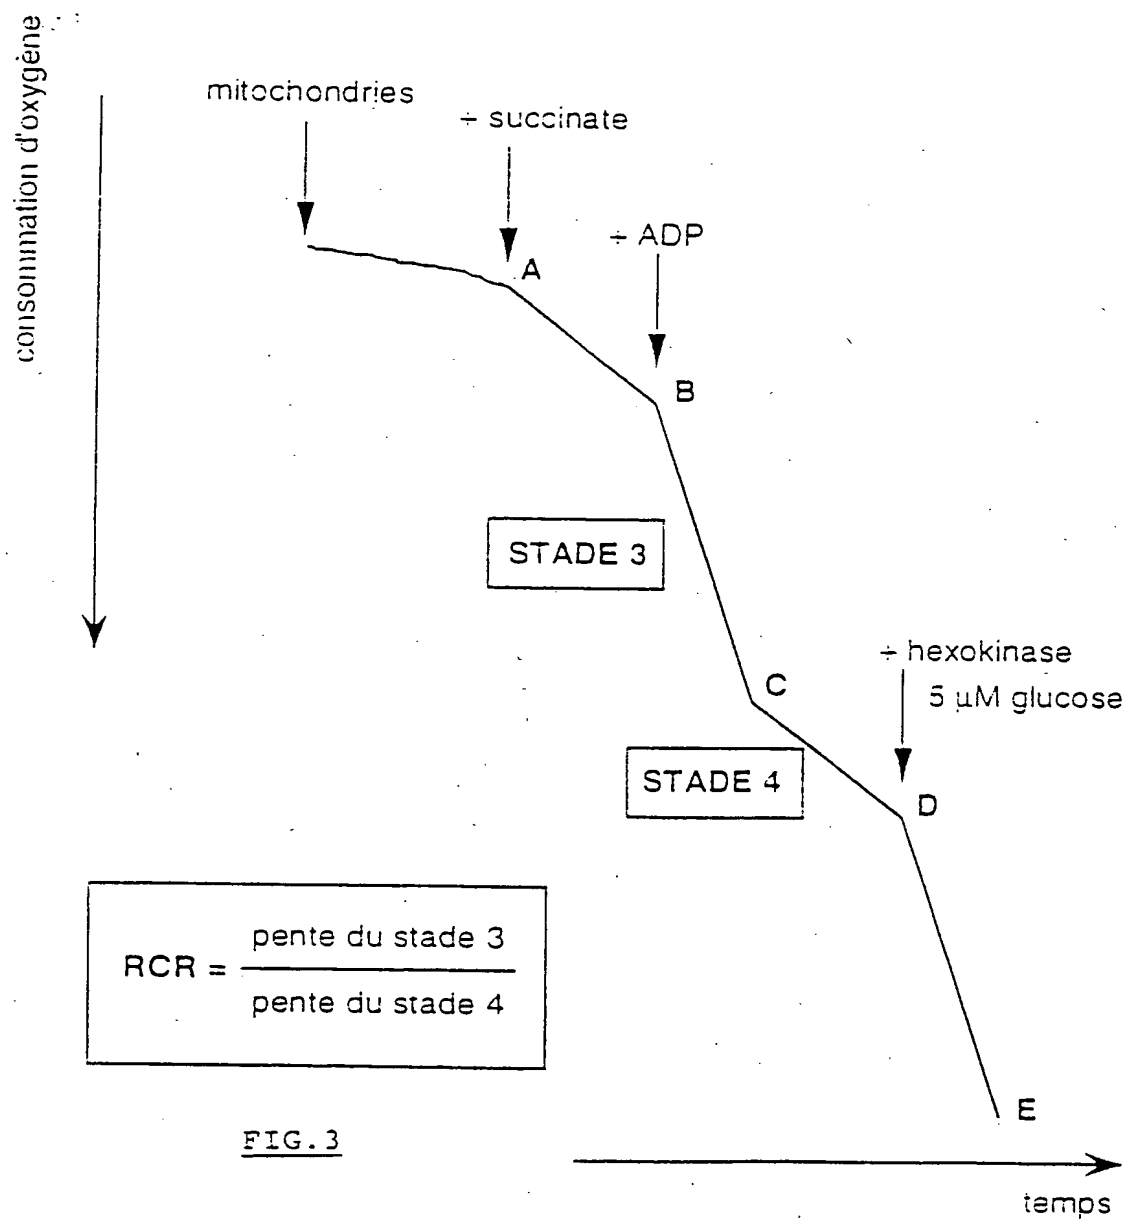 consommation d'oxygène
mitochondries
÷ succinate
÷ ADP
A
B
STADE 3
C
÷ hexokinase
5 µM glucose
STADE 4
D
RCR = pente du stade 3
pente du stade 4
E
FIG.3
temps